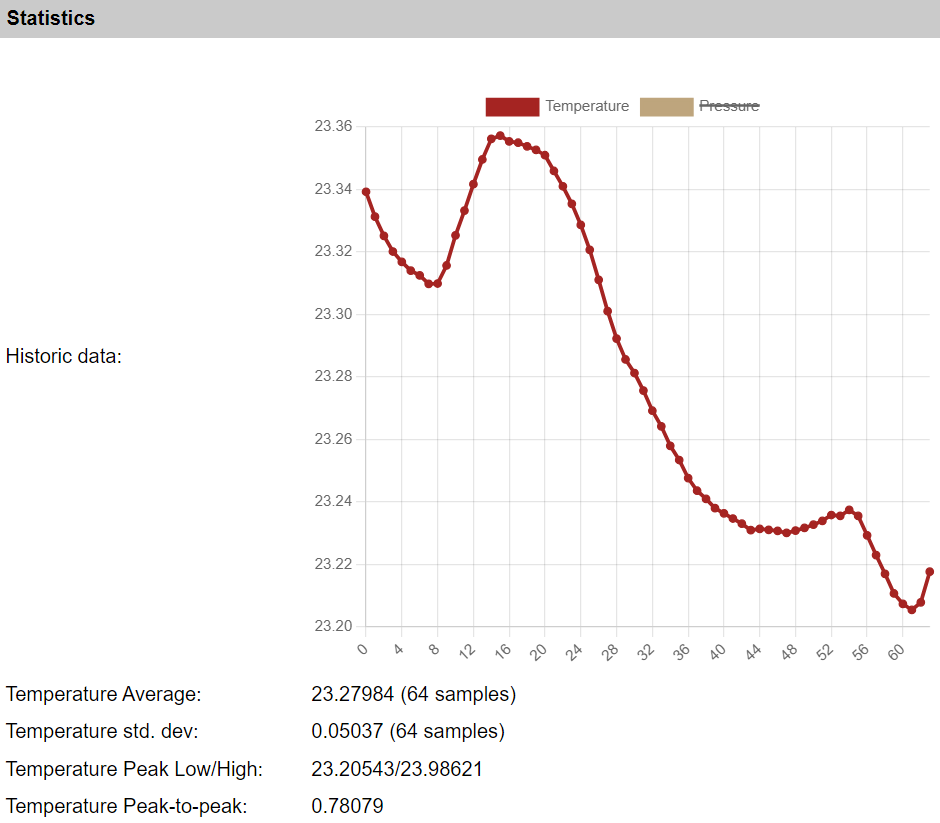 Statistics
Temperature Pressure
23.36
23.34
23.32
23.30
Historic data:
23.28
23.26
23.24
23.22
23.20
0 4 8 12 16 20 24 28 32 36 40 44 48 52 56 60
Temperature Average: 23.27984 (64 samples)
Temperature std. dev: 0.05037 (64 samples)
Temperature Peak Low/High: 23.20543/23.98621
Temperature Peak-to-peak: 0.78079